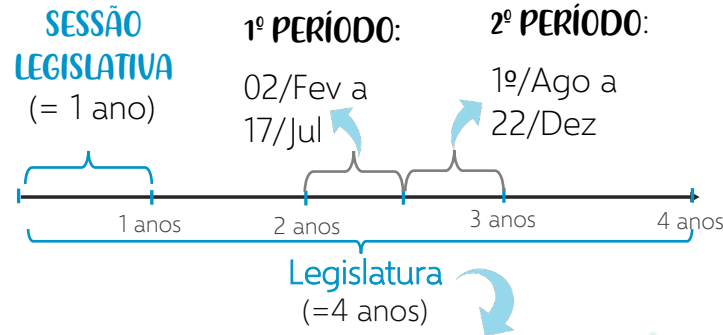 SESSÃO
LEGISLATIVA
(= 1 ano)
1º PERÍODO:
02/Fev a
17/Jul
2º PERÍODO:
1º/Ago a
22/Dez
1 anos
2 anos
3 anos
4 anos
Legislatura
(=4 anos)